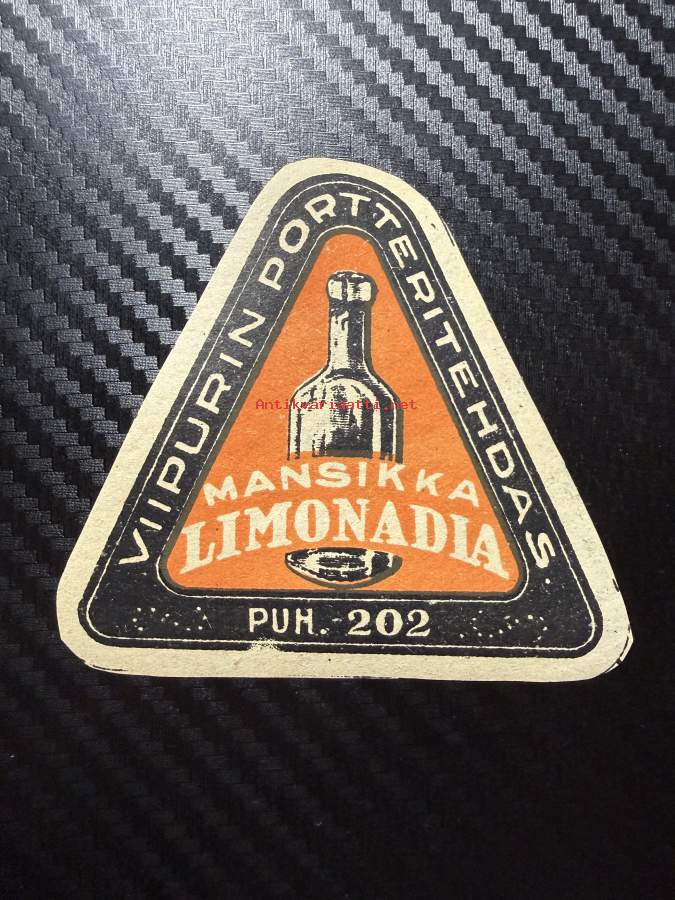 VIIPURIN PORTTERITEHDAS.
Antikvariaatti.net
MANSIKKA
LIMONADIA
PUH. 202